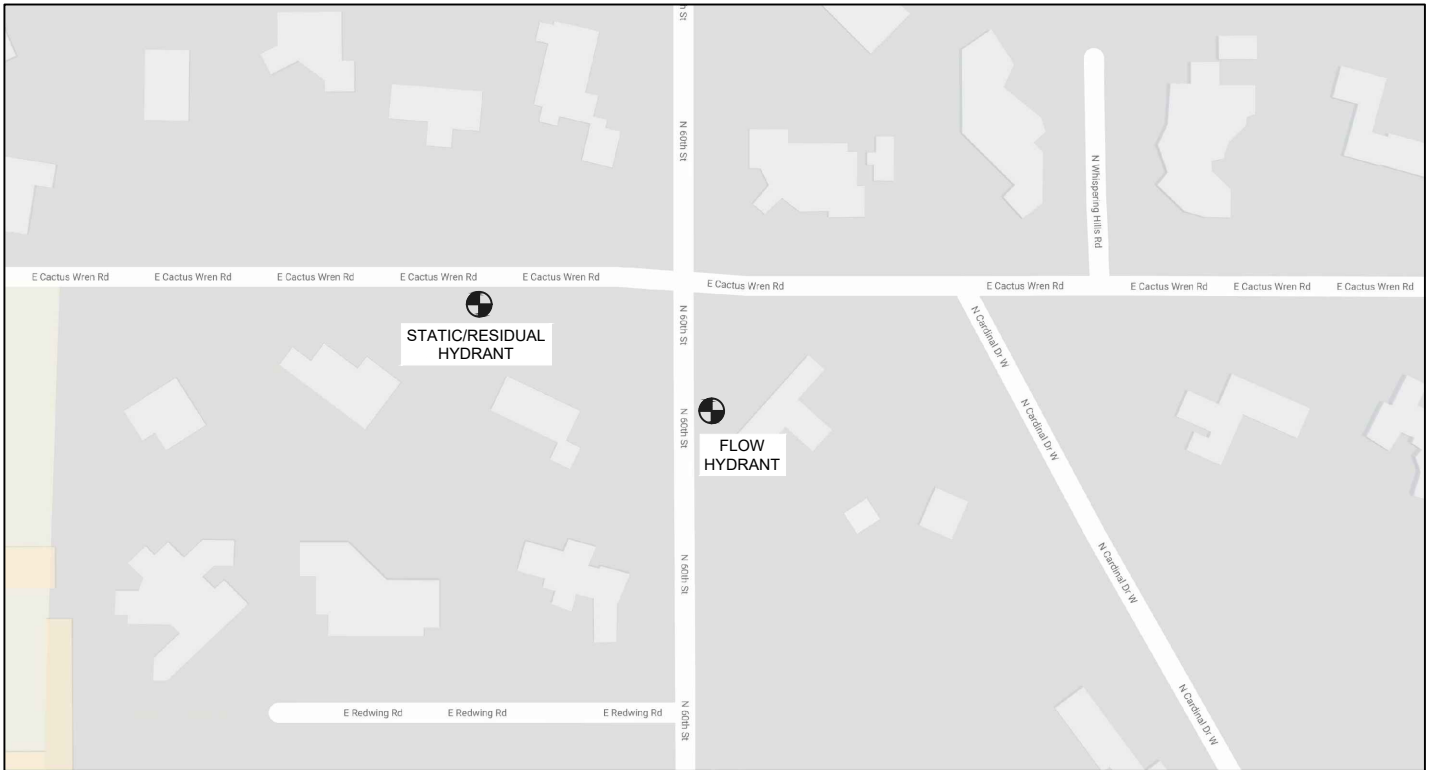 N 60th St
N 60th St
N Whispering Hills Rd
E Cactus Wren Rd
E Cactus Wren Rd
E Cactus Wren Rd
E Cactus Wren Rd
E Cactus Wren Rd
E Cactus Wren Rd
E Cactus Wren Rd
E Cactus Wren Rd
E Cactus Wren Rd
E Cactus Wren Rd
STATIC/RESIDUAL
HYDRANT
N 60th St
N Cardinal Dr W
N 60th St
FLOW
HYDRANT
N Cardinal Dr W
N 60th St
N Cardinal Dr W
E Redwing Rd
E Redwing Rd
E Redwing Rd
N 60th St
N Cardinal Dr W